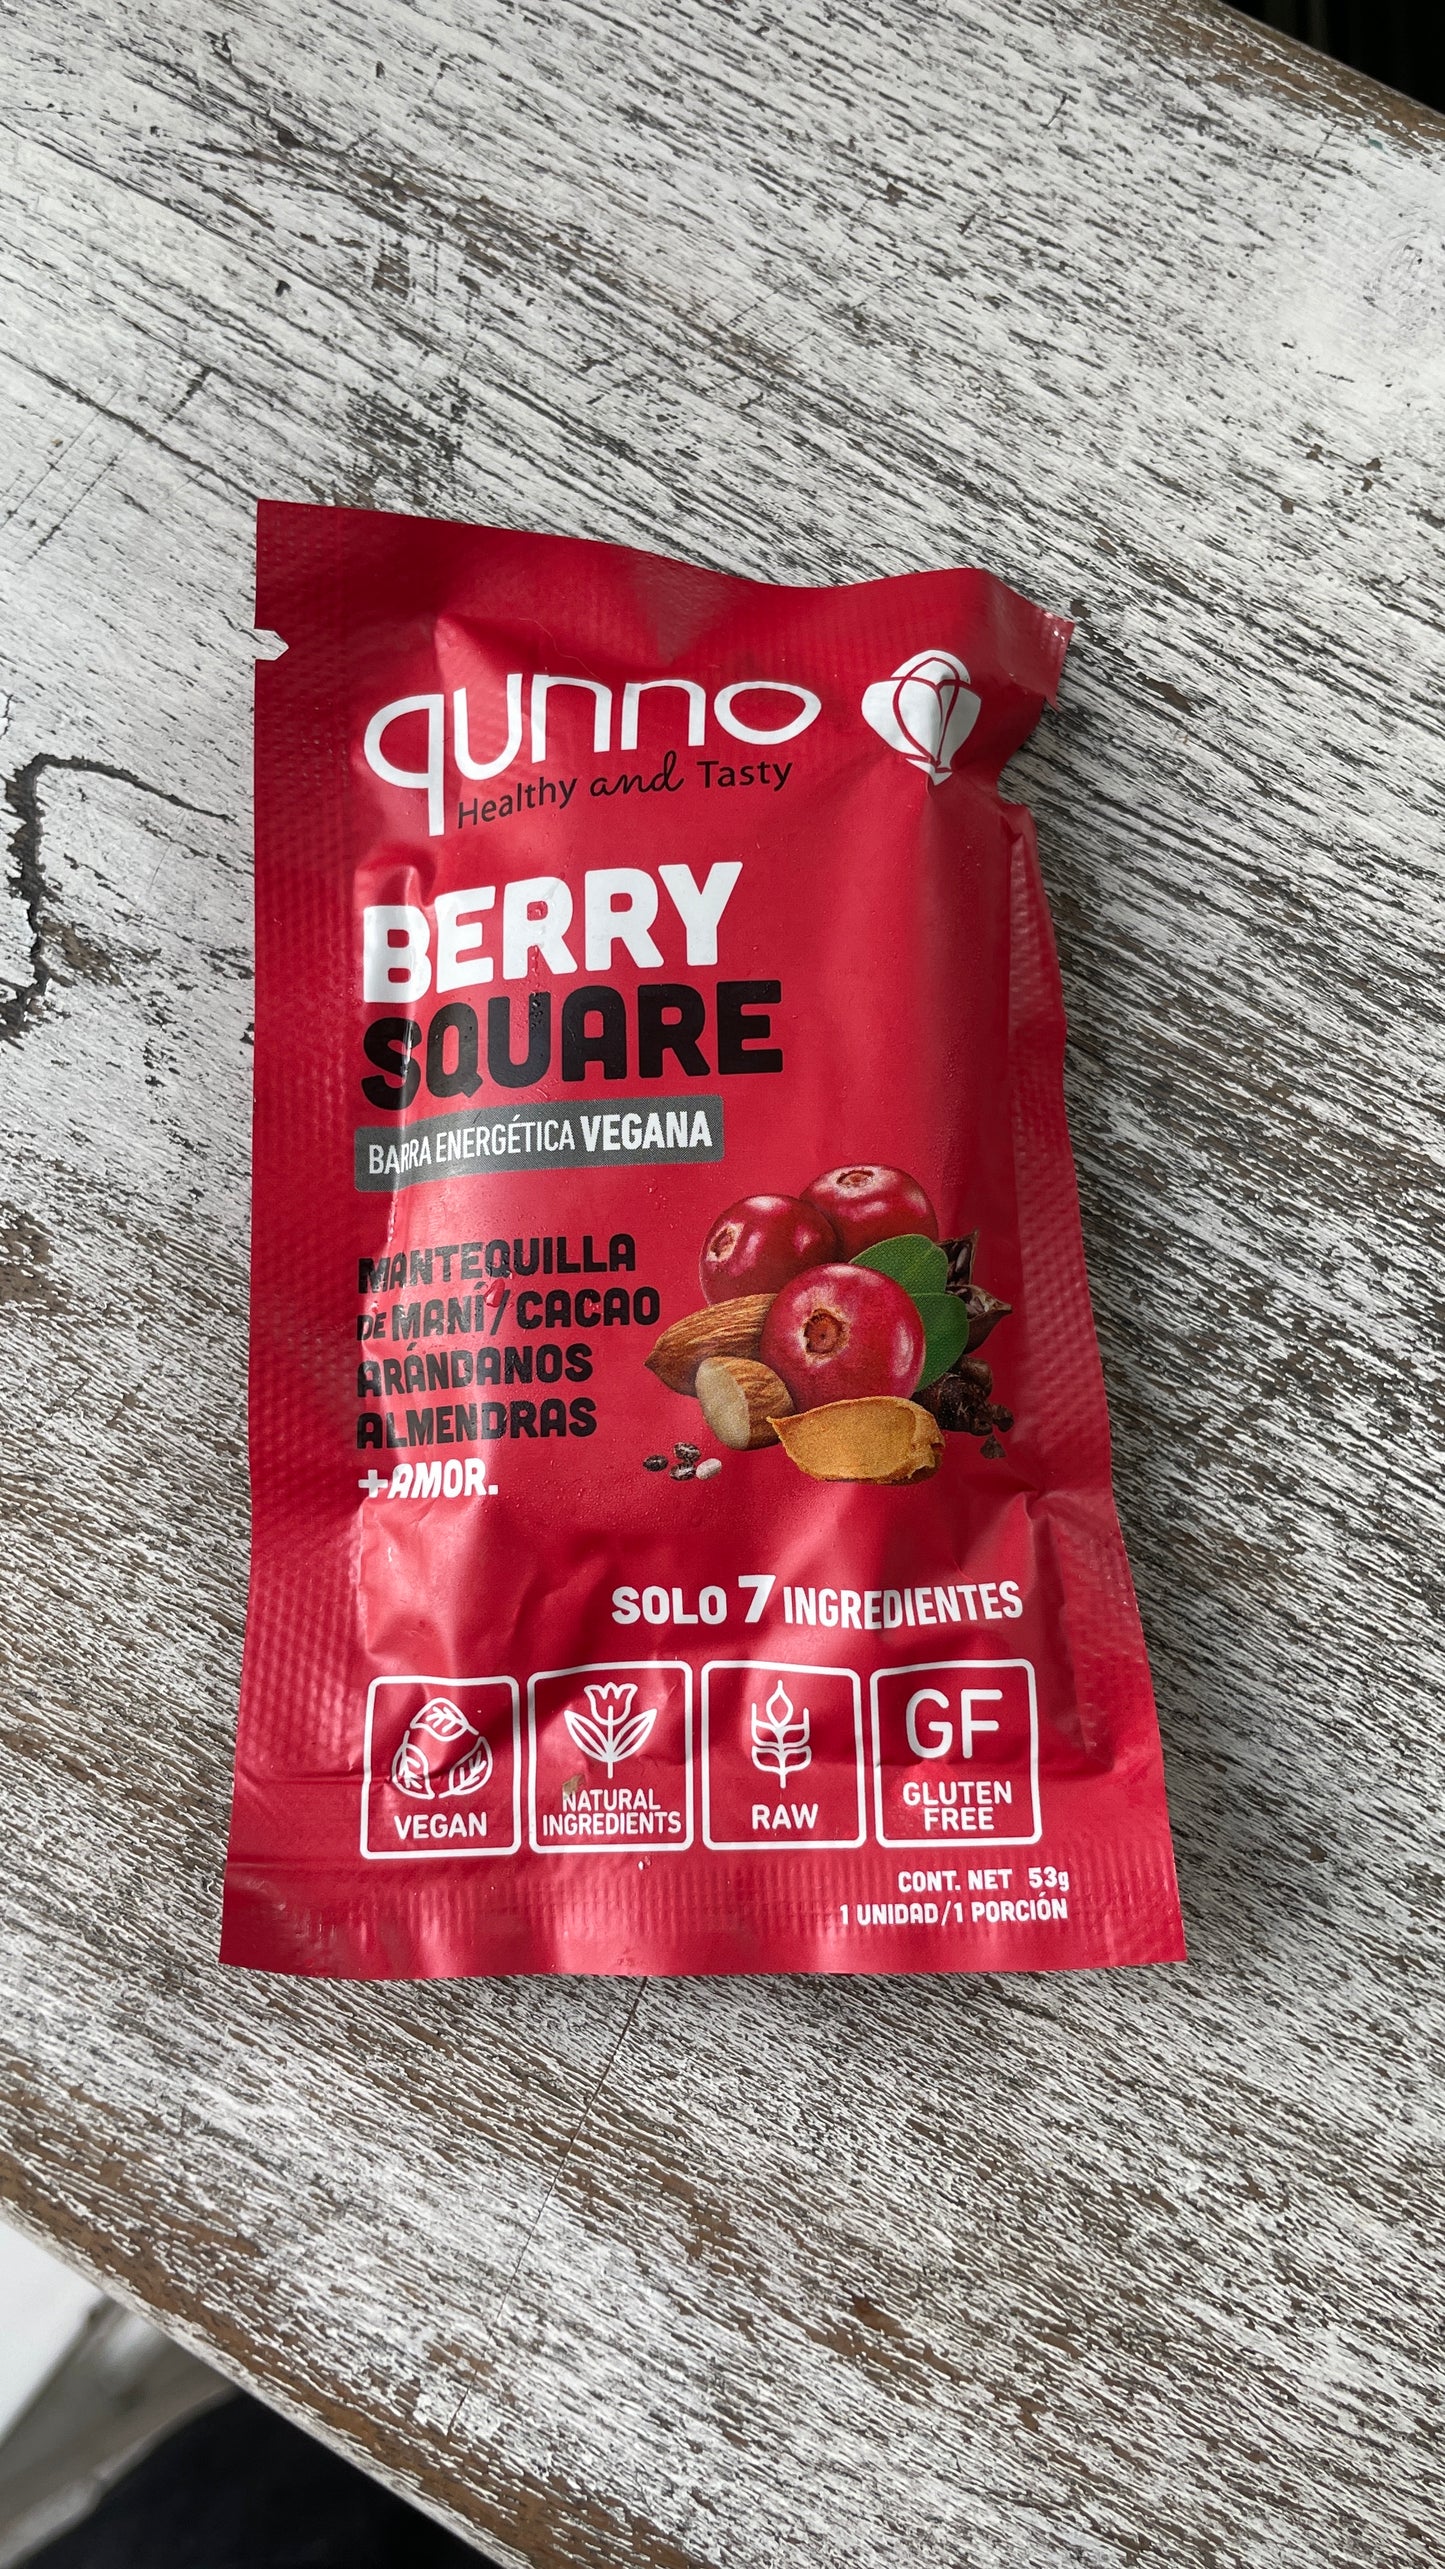 qunno
Healthy and Tasty
BERRY
SQUARE
BARRA ENERGÉTICA VEGANA
MANTEQUILLA
DE MANÍ/CACAO
ARÁNDANOS
ALMENDRAS
+AMOR.
SOLO 7 INGREDIENTES
VEGAN
NATURAL
INGREDIENTS
RAW
GF
GLUTEN
FREE
CONT. NET 53g
1 UNIDAD/1 PORCIÓN